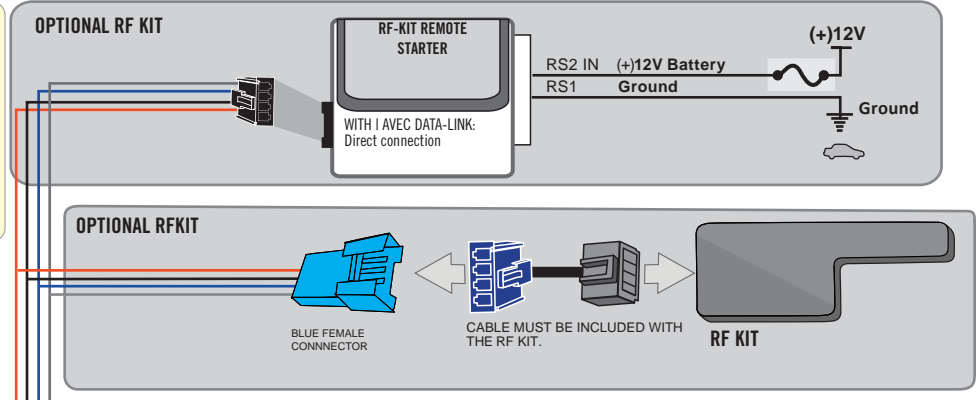 OPTIONAL RF KIT
RF-KIT REMOTE
STARTER
WITH | AVEC DATA-LINK:
Direct connection
(+)12V
RS2 IN (+)12V Battery
RS1 Ground
Ground
OPTIONAL RFKIT
BLUE FEMALE
CONNNECTOR
CABLE MUST BE INCLUDED WITH
THE RF KIT.
RF KIT